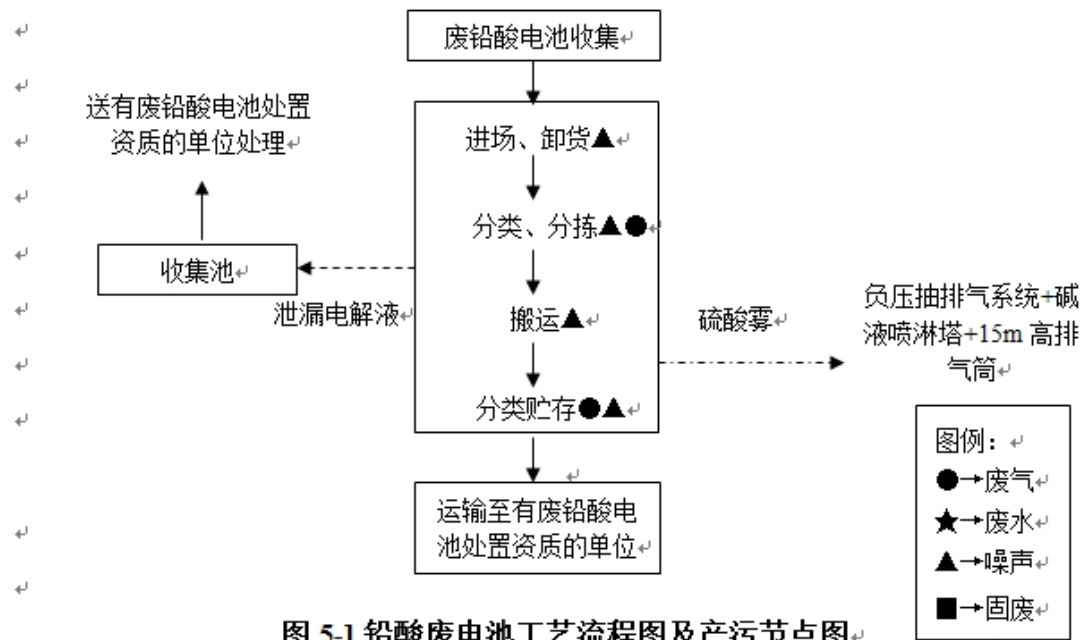 废铅酸电池收集
送有废铅酸电池处置
资质的单位处理
进场、卸货▲
分类、分拣▲●
收集池
泄漏电解液
搬运▲
硫酸雾
负压抽排气系统+碱
液喷淋塔+15m 高排
气筒
分类贮存●▲
运输至有废铅酸电
池处置资质的单位
图例：
●→废气
★→废水
▲→噪声
■→固废
图 5-1 铅酸废电池工艺流程图及产污节点图